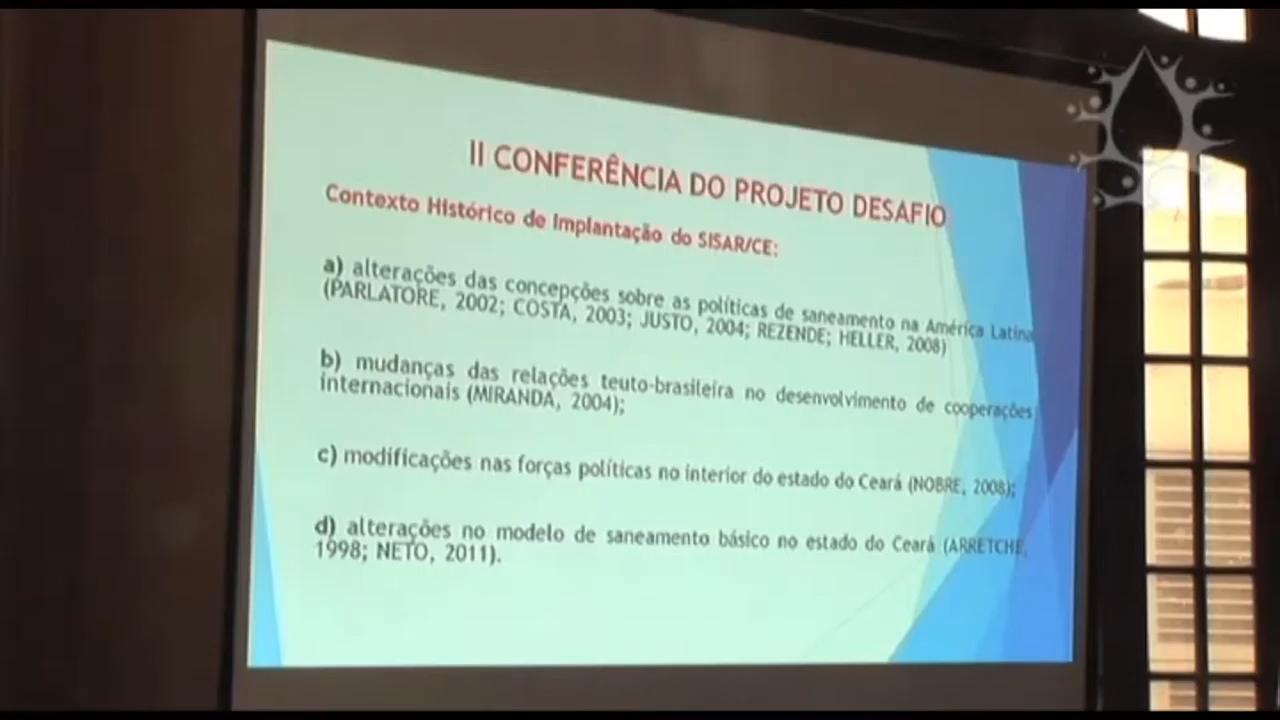 II CONFERÊNCIA DO PROJETO DESAFIO
Contexto Histórico de Implantação do SISAR/CE:
a) alterações das concepções sobre as políticas de saneamento na América Latina
(PARLATORE, 2002; COSTA, 2003; JUSTO, 2004; REZENDE; HELLER, 2008)
b) mudanças das relações teuto-brasileira no desenvolvimento de cooperações
internacionais (MIRANDA, 2004);
c) modificações nas forças políticas no interior do estado do Ceará (NOBRE, 2008);
d) alterações no modelo de saneamento básico no estado do Ceará (ARRETCHE,
1998; NETO, 2011).